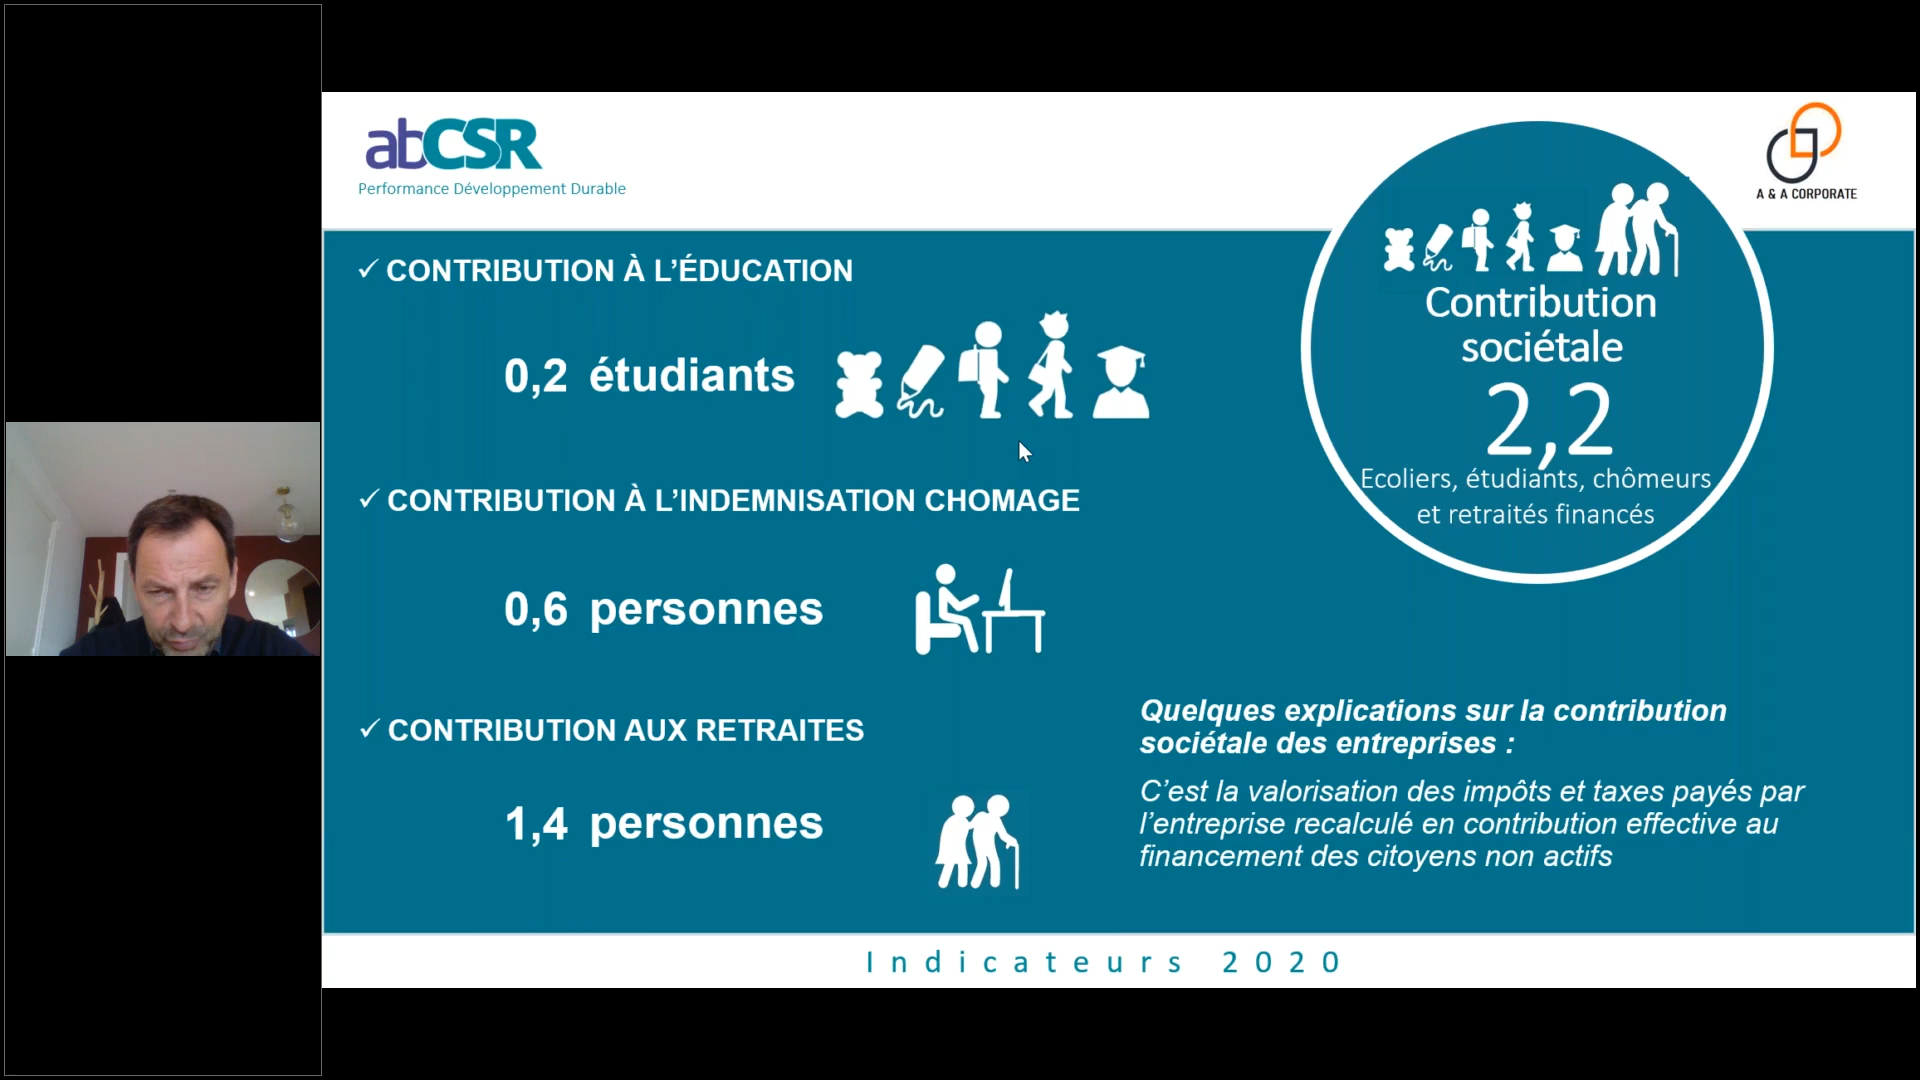 abCSR
Performance Développement Durable
A & A CORPORATE
✓ CONTRIBUTION À L’ÉDUCATION
0,2 étudiants
✓ CONTRIBUTION À L’INDEMNISATION CHOMAGE
0,6 personnes
✓ CONTRIBUTION AUX RETRAITES
1,4 personnes
Contribution
sociétale
2,2
Ecoliers, étudiants, chômeurs
et retraités financés
Quelques explications sur la contribution
sociétale des entreprises :
C’est la valorisation des impôts et taxes payés par
l’entreprise recalculé en contribution effective au
financement des citoyens non actifs
Indicateurs 2020